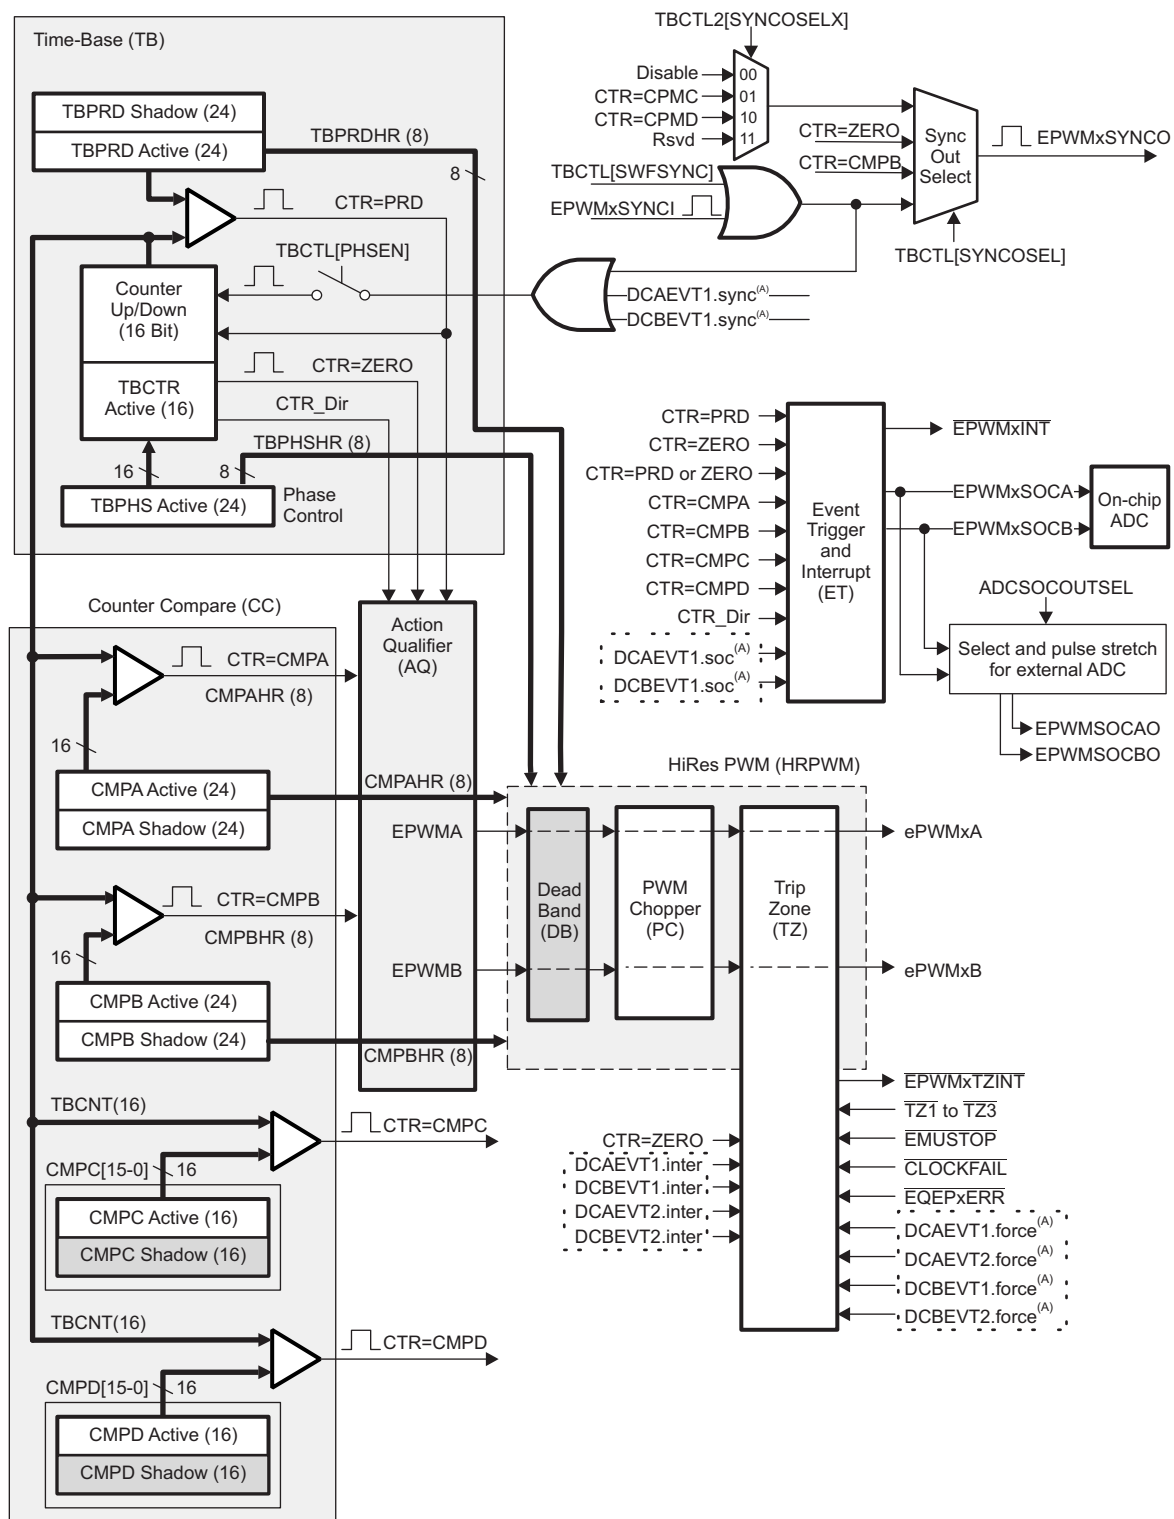 Time-Base (TB)
TBPRD Shadow (24)
TBPRD Active (24)
TBPRDHR (8)
8
CTR=PRD
TBCTL[PHSEN]
Counter
Up/Down
(16 Bit)
TBCTR
Active (16)
CTR=ZERO
CTR_Dir
TBPHSHR (8)
16
8
TBPHS Active (24)
Phase
Control
TBCTL2[SYNCOSELX]
Disable
00
CTR=CPMC
01
CTR=CPMD
10
Rsvd
11
CTR=ZERO
CTR=CMPB
Sync
Out
Select
EPWMxSYNCO
TBCTL[SWFSYNC]
EPWMxSYNCI
TBCTL[SYNCOSEL]
DCAEVT1.sync(A)
DCBEVT1.sync(A)
CTR=PRD
CTR=ZERO
CTR=PRD or ZERO
CTR=CMPA
CTR=CMPB
CTR=CMPC
CTR=CMPD
CTR_Dir
DCAEVT1.soc(A)
DCBEVT1.soc(A)
Event
Trigger
and
Interrupt
(ET)
EPWMxINT
EPWMxSOCA
EPWMxSOCB
On-chip
ADC
ADCSOCOUTSEL
Select and pulse stretch
for external ADC
EPWMSOCAO
EPWMSOCBO
Counter Compare (CC)
CTR=CMPA
CMPAHR (8)
16
CMPA Active (24)
CMPA Shadow (24)
CTR=CMPB
CMPBHR (8)
16
CMPB Active (24)
CMPB Shadow (24)
Action
Qualifier
(AQ)
CMPAHR (8)
EPWMA
EPWMB
CMPBHR (8)
HiRes PWM (HRPWM)
Dead
Band
(DB)
PWM
Chopper
(PC)
Trip
Zone
(TZ)
ePWMxA
ePWMxB
EPWMxTZINT
TZ1 to TZ3
EMUSTOP
CLOCKFAIL
EQEPxERR
DCAEVT1.force(A)
DCAEVT2.force(A)
DCBEVT1.force(A)
DCBEVT2.force(A)
CTR=ZERO
DCAEVT1.inter
DCBEVT1.inter
DCAEVT2.inter
DCBEVT2.inter
TBCNT(16)
CTR=CMPC
CMPC[15-0]
16
CMPC Active (16)
CMPC Shadow (16)
TBCNT(16)
CTR=CMPD
CMPD[15-0]
16
CMPD Active (16)
CMPD Shadow (16)